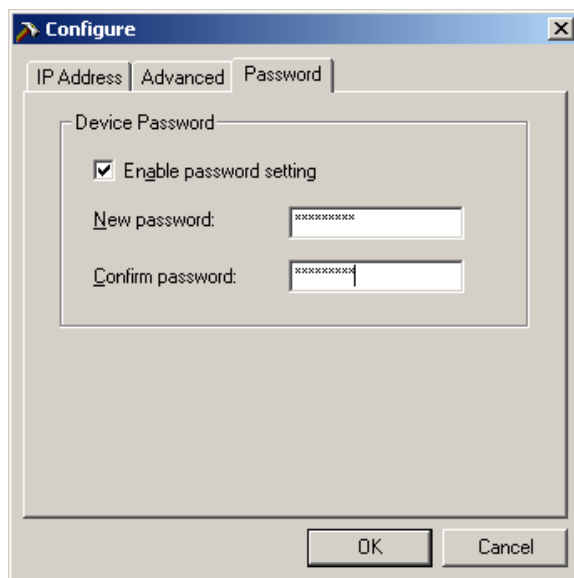 Configure
IP Address Advanced Password
Device Password
Enable password setting
New password: *********
Confirm password: *********
OK Cancel